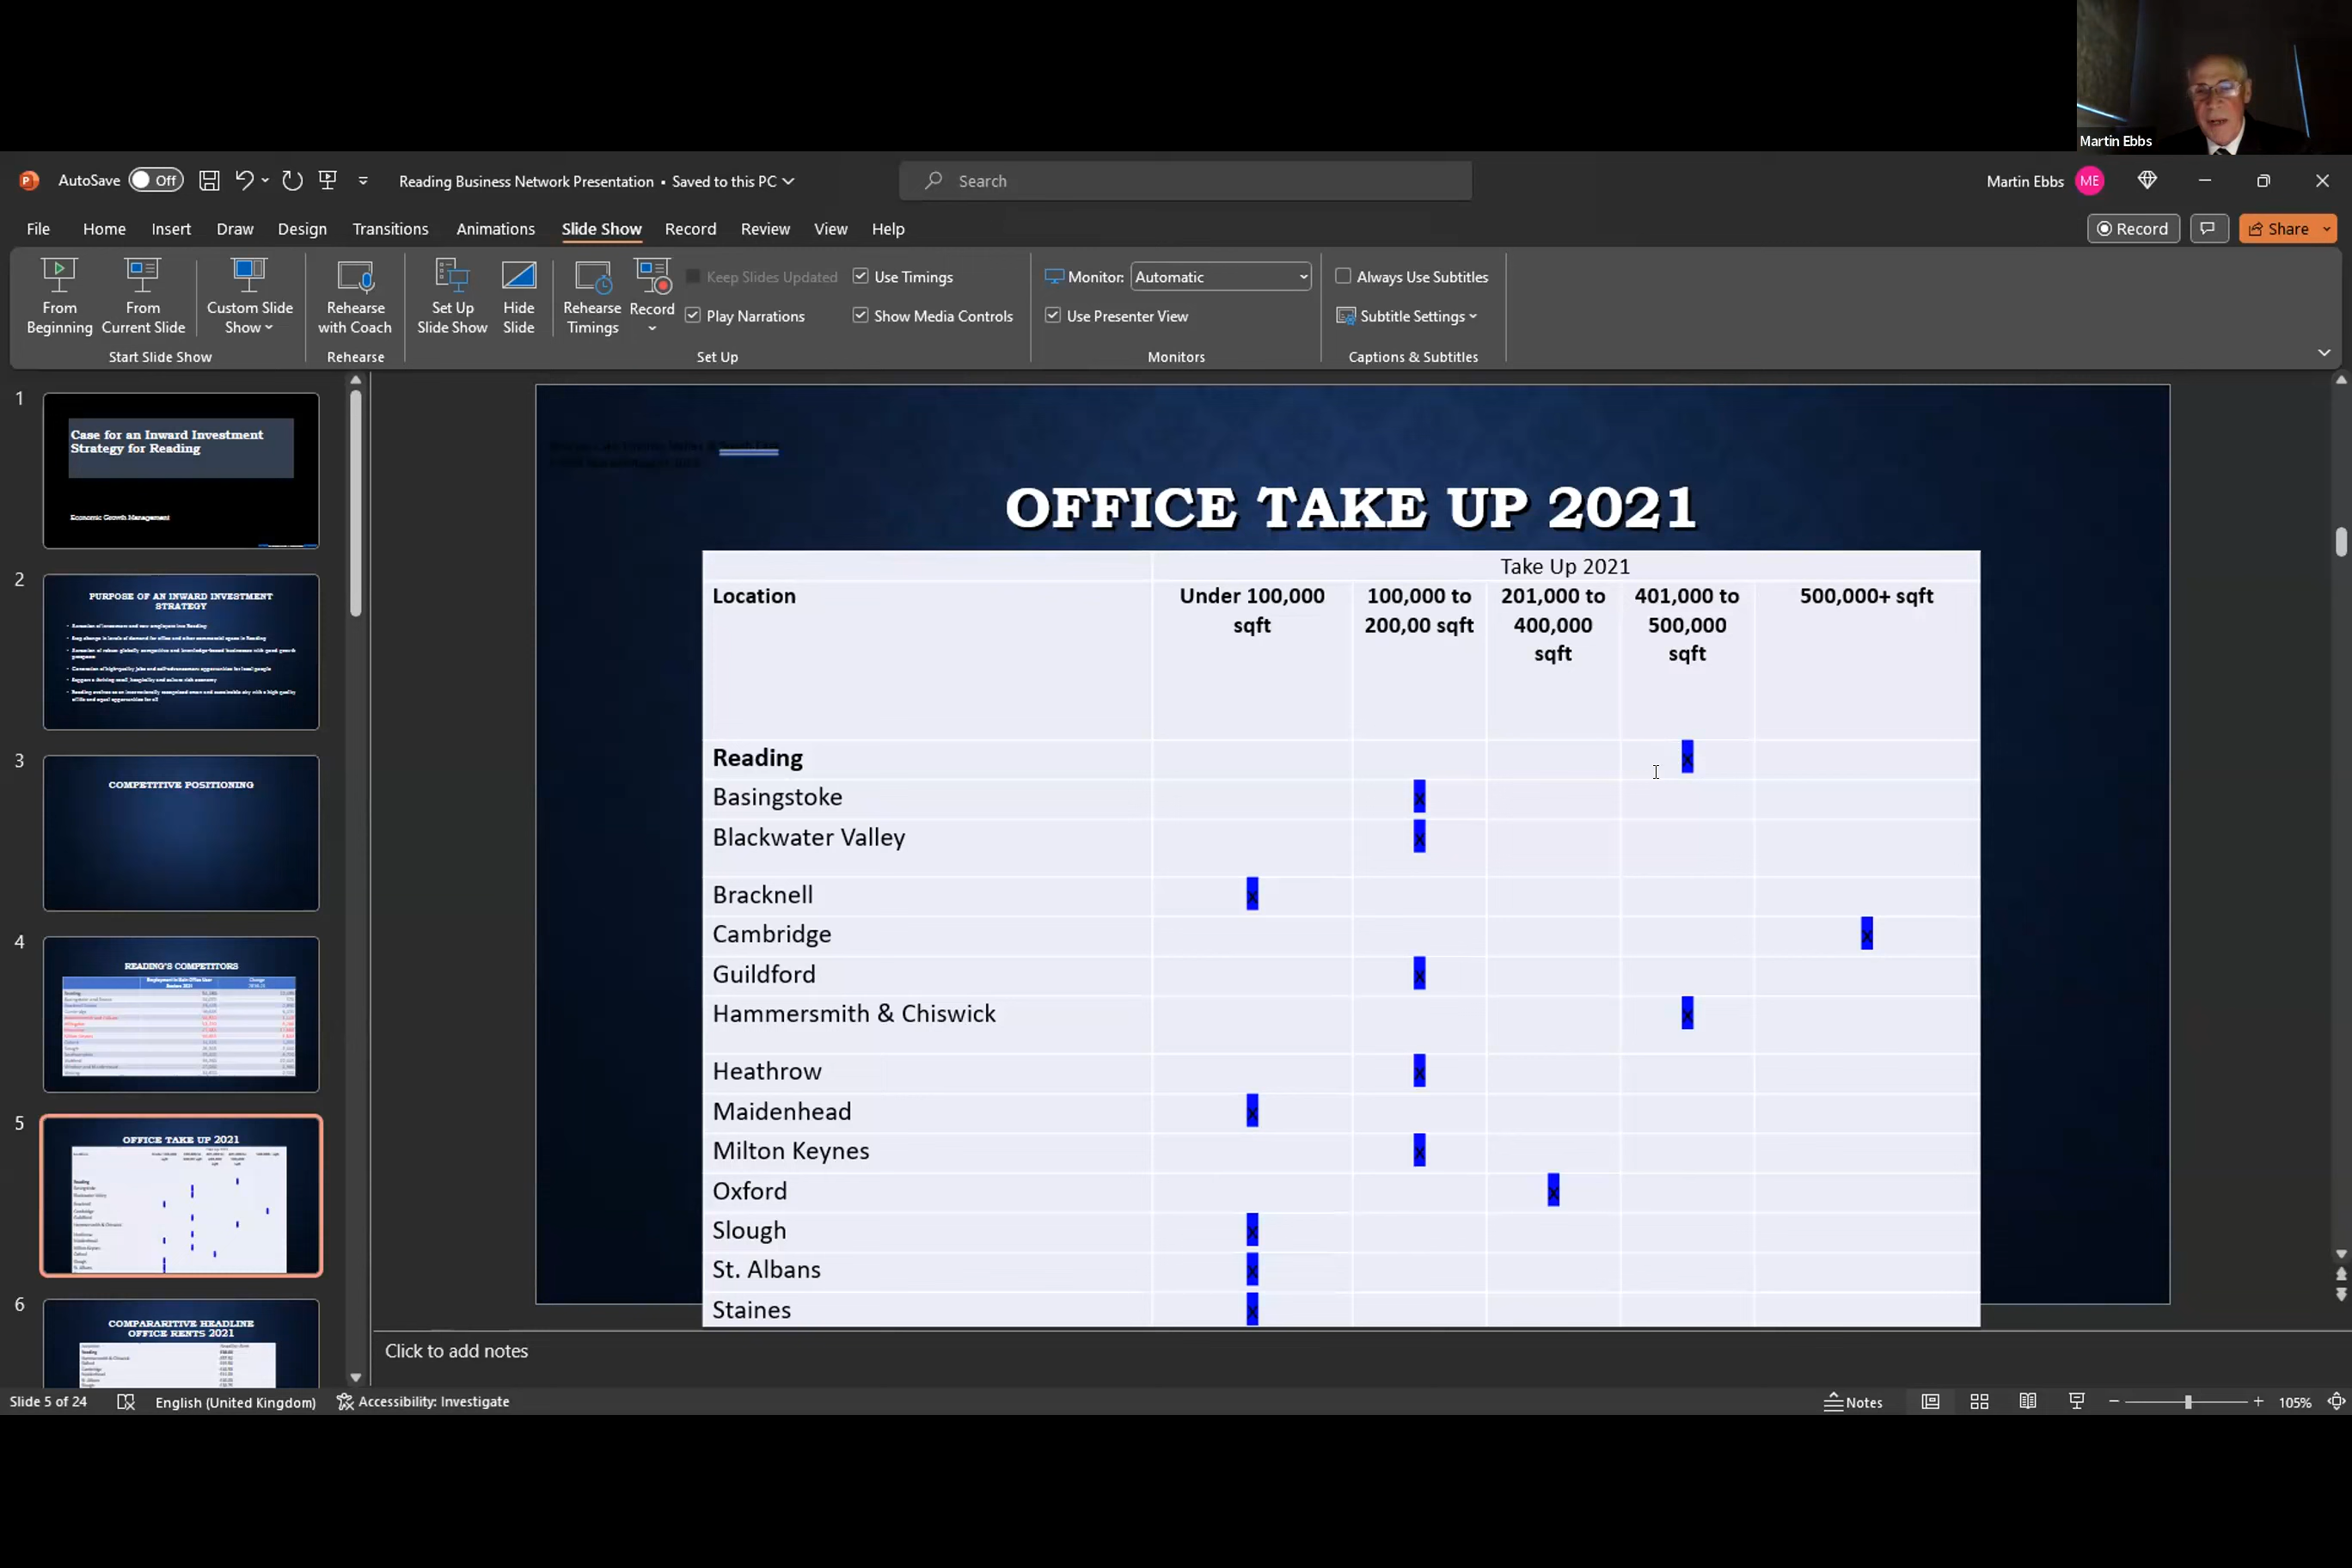 Martin Ebbs
AutoSave Off Reading Business Network Presentation • Saved to this PC Search Martin Ebbs ME
File Home Insert Draw Design Transitions Animations Slide Show Record Review View Help Record Share
From Beginning
From Current Slide
Custom Slide Show
Start Slide Show
Rehearse with Coach
Rehearse
Set Up Slide Show
Hide Slide
Rehearse Timings
Record
Keep Slides Updated
Play Narrations
Use Timings
Show Media Controls
Set Up
Monitor: Automatic
Use Presenter View
Monitors
Always Use Subtitles
Subtitle Settings
Captions & Subtitles
1
Case for an Inward Investment
Strategy for Reading
Economic Growth Management
2
PURPOSE OF AN INWARD INVESTMENT
STRATEGY
3
COMPETITIVE POSITIONING
4
READING'S COMPETITORS
5
OFFICE TAKE UP 2021
6
COMPARARITIVE HEADLINE
OFFICE RENTS 2021
OFFICE TAKE UP 2021
Take Up 2021
Location
Under 100,000
sqft
100,000 to
200,00 sqft
201,000 to
400,000
sqft
401,000 to
500,000
sqft
500,000+ sqft
Reading x
Basingstoke x
Blackwater Valley x
Bracknell x
Cambridge x
Guildford x
Hammersmith & Chiswick x
Heathrow x
Maidenhead x
Milton Keynes x
Oxford x
Slough x
St. Albans x
Staines x
Click to add notes
Slide 5 of 24 English (United Kingdom) Accessibility: Investigate Notes 105%